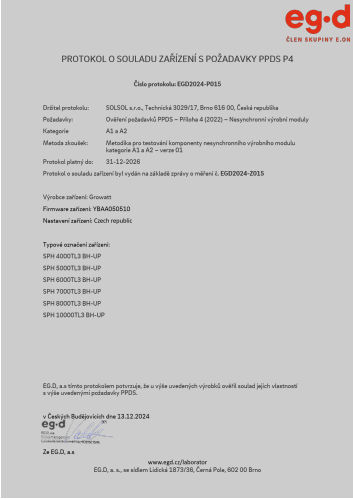 eg·d
ČLEN SKUPINY E.ON
PROTOKOL O SOULADU ZAŘÍZENÍ S POŽADAVKY PPDS P4
Číslo protokolu: EGD2024-P015
Držitel protokolu: SOLSOL s.r.o., Technická 3029/17, Brno 616 00, Česká republika
Požadavky: Ověření požadavků PPDS – Příloha 4 (2022) – Nesynchronní výrobní moduly
Kategorie A1 a A2
Metoda zkoušek: Metodika pro testování komponenty nesynchronního výrobního modulu
kategorie A1 a A2 – verze 01
Protokol platný do: 31-12-2026
Protokol o souladu zařízení byl vydán na základě zprávy o měření č. EGD2024-Z015
Výrobce zařízení: Growatt
Firmware zařízení: YBAA050510
Nastavení zařízení: Czech republic
Typové označení zařízení:
SPH 4000TL3 BH-UP
SPH 5000TL3 BH-UP
SPH 6000TL3 BH-UP
SPH 7000TL3 BH-UP
SPH 8000TL3 BH-UP
SPH 10000TL3 BH-UP
EG.D, a.s tímto protokolem potvrzuje, že u výše uvedených výrobků ověřil soulad jejich vlastností
s výše uvedenými požadavky PPDS.
v Českých Budějovicích dne 13.12.2024
eg·d
Za EG.D, a.s
www.egd.cz/laborator
EG.D, a. s., se sídlem Lidická 1873/36, Černá Pole, 602 00 Brno